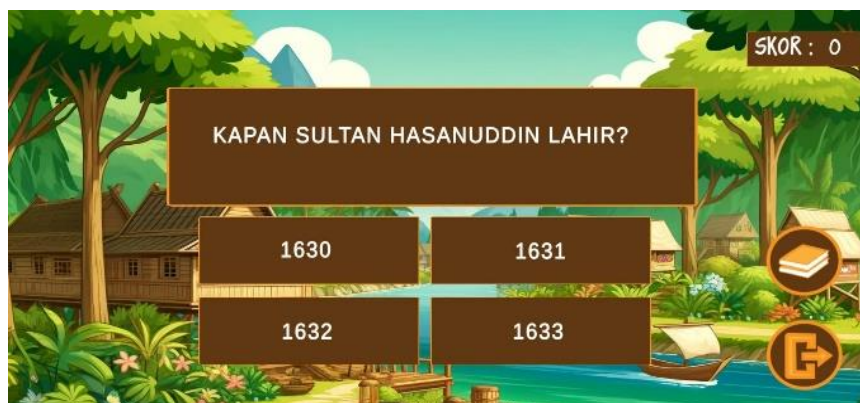 SKOR : 0
KAPAN SULTAN HASANUDDIN LAHIR?
1630
1631
1632
1633